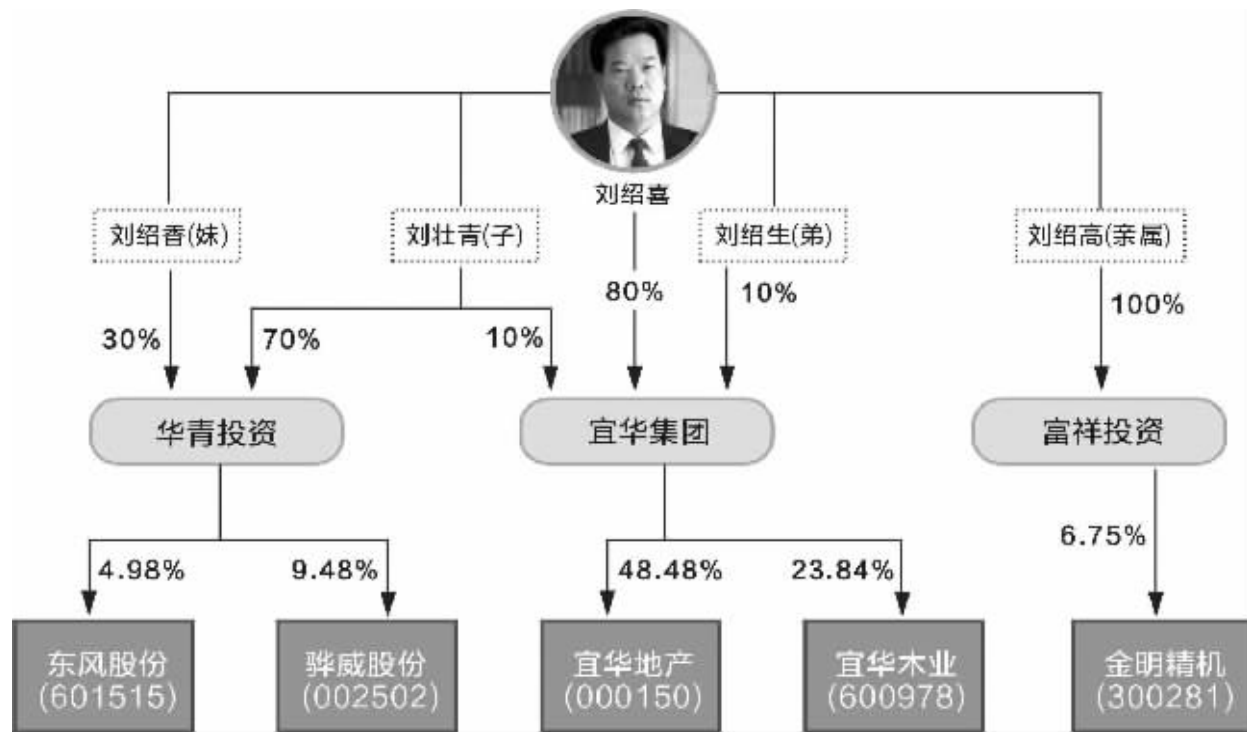 刘绍喜
刘绍香(妹)
刘壮青(子)
刘绍生(弟)
刘绍高(亲属)
30%
70%
10%
80%
10%
100%
华青投资
宜华集团
富祥投资
4.98%
9.48%
48.48%
23.84%
6.75%
东风股份
(601515)
骅威股份
(002502)
宜华地产
(000150)
宜华木业
(600978)
金明精机
(300281)